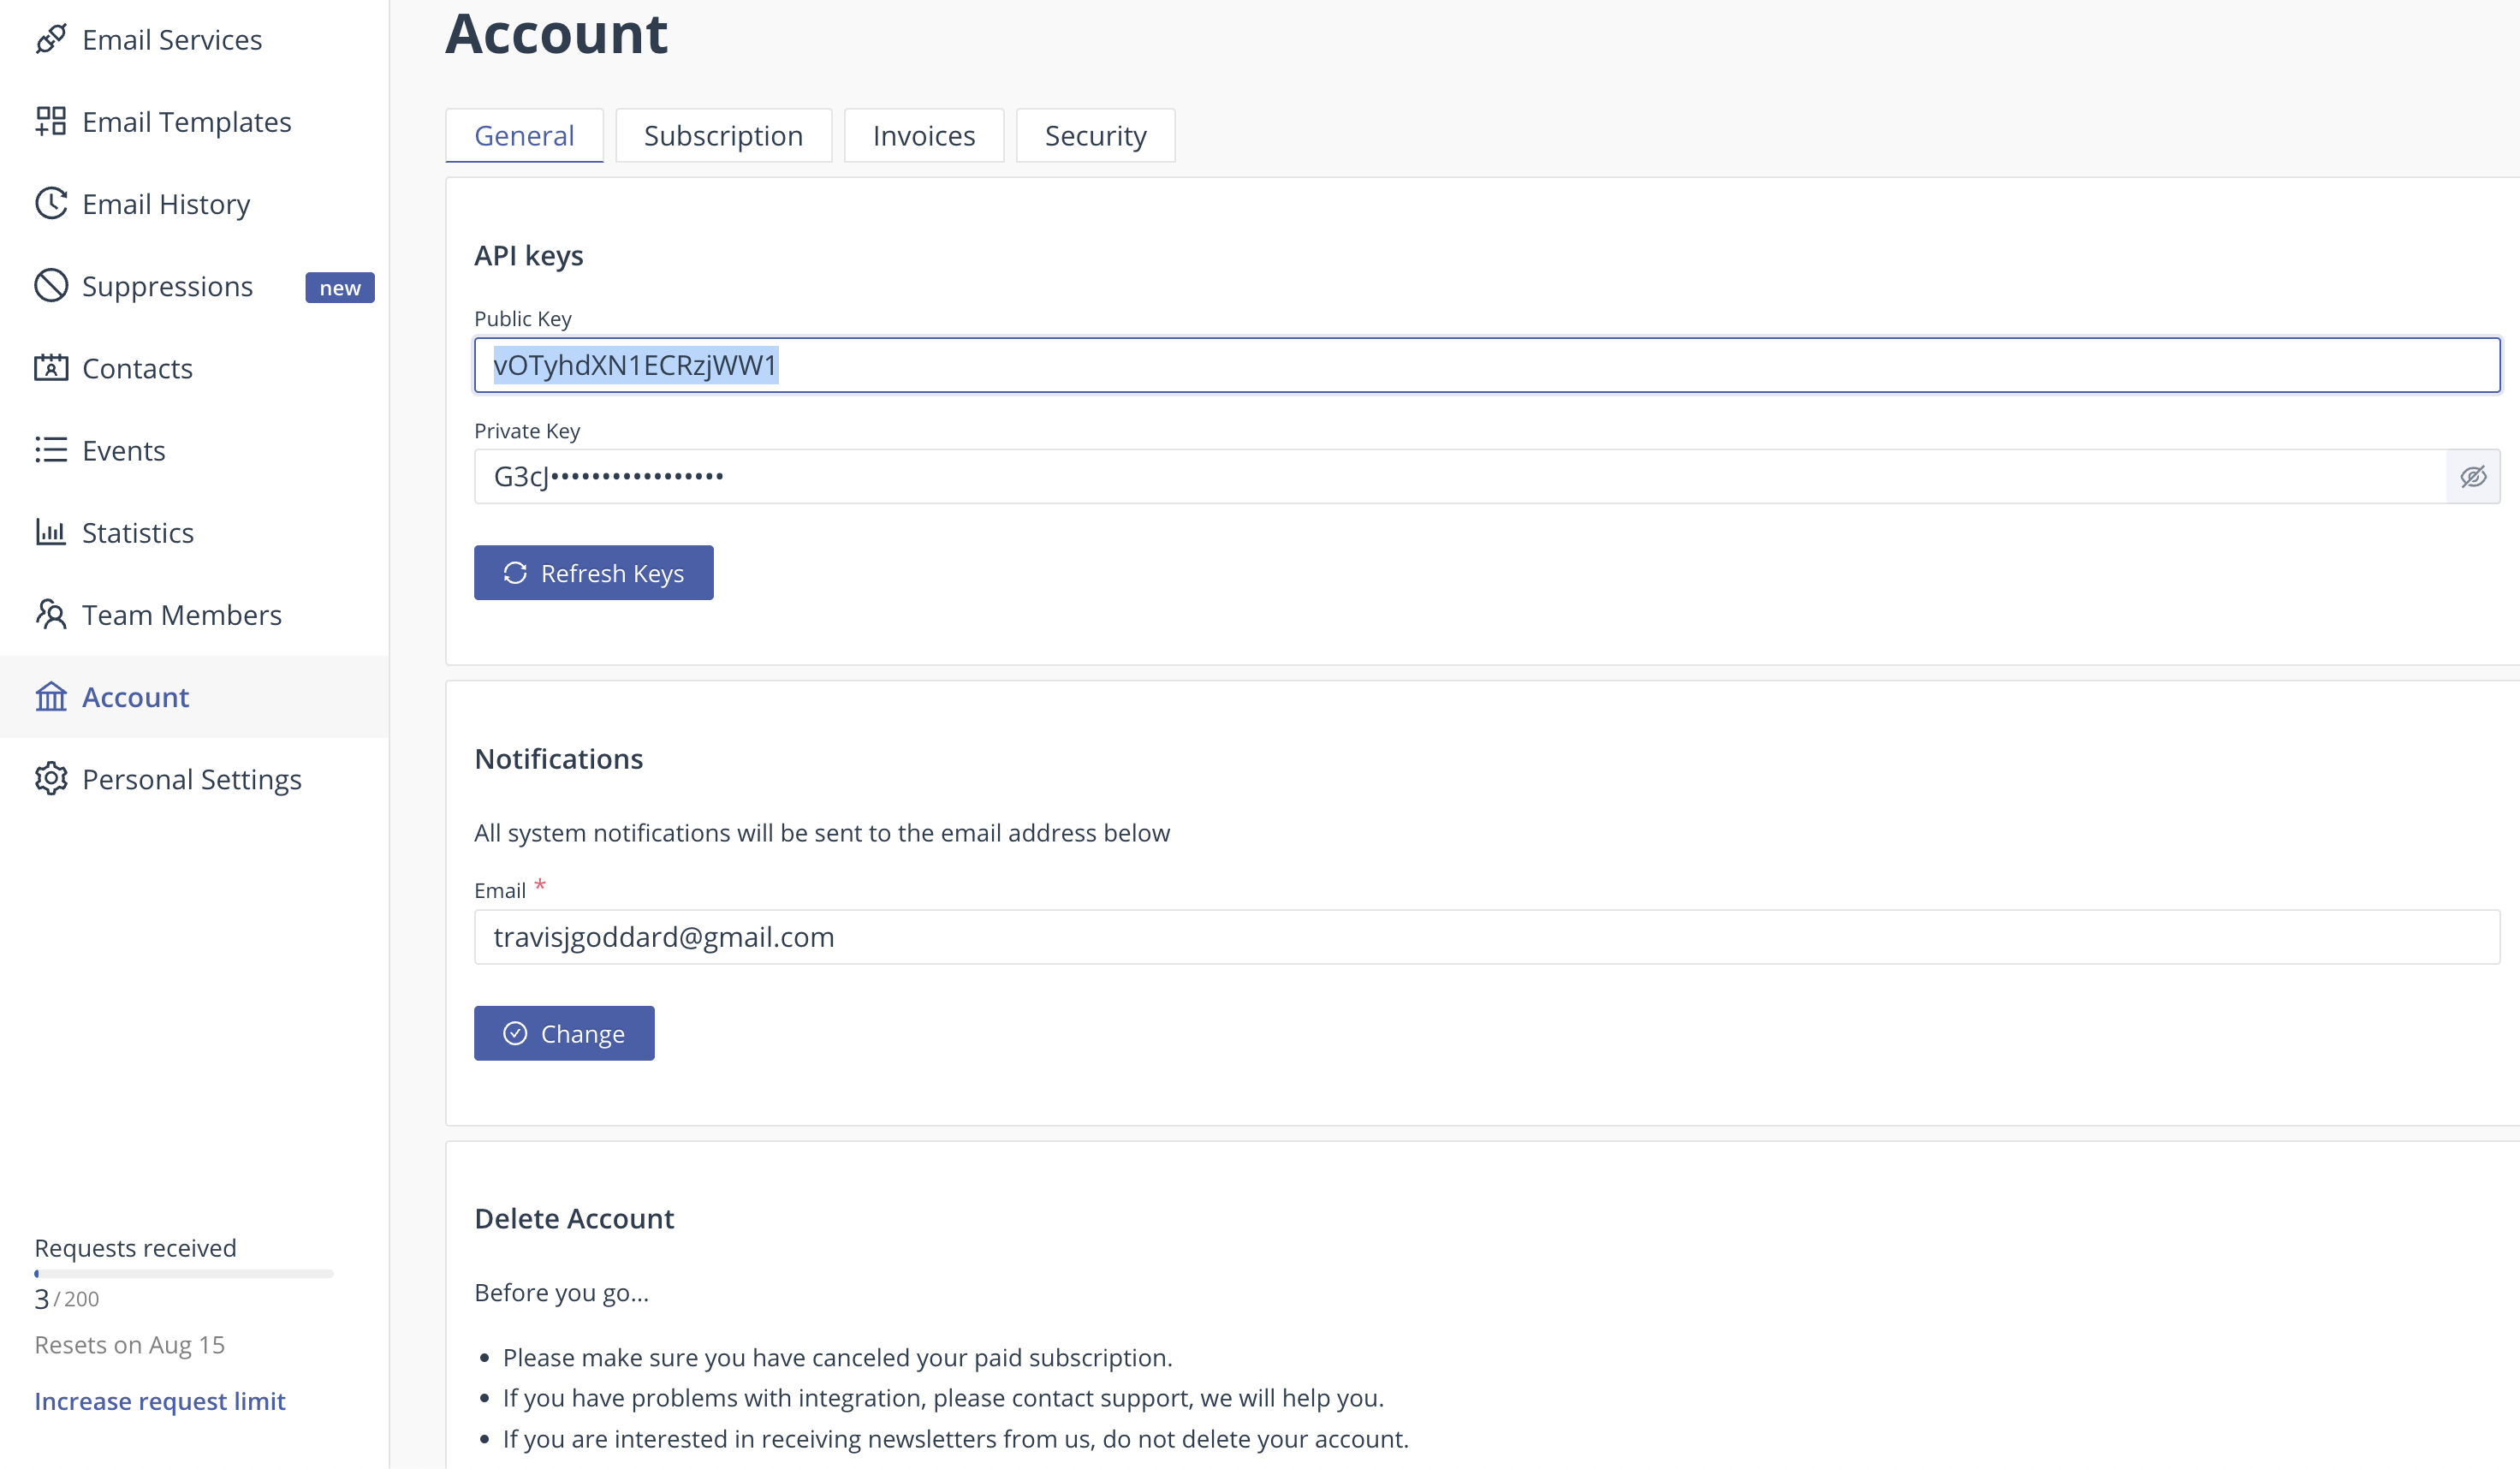 Email Services
Email Templates
Email History
Suppressions new
Contacts
Events
Statistics
Team Members
Account
Personal Settings
Requests received
3 / 200
Resets on Aug 15
Increase request limit
Account
General Subscription Invoices Security
API keys
Public Key
vOTyhdXN1ECRzjWW1
Private Key
G3cJ•••••••••••••••••
Refresh Keys
Notifications
All system notifications will be sent to the email address below
Email *
travisjgoddard@gmail.com
Change
Delete Account
Before you go...
• Please make sure you have canceled your paid subscription.
• If you have problems with integration, please contact support, we will help you.
• If you are interested in receiving newsletters from us, do not delete your account.